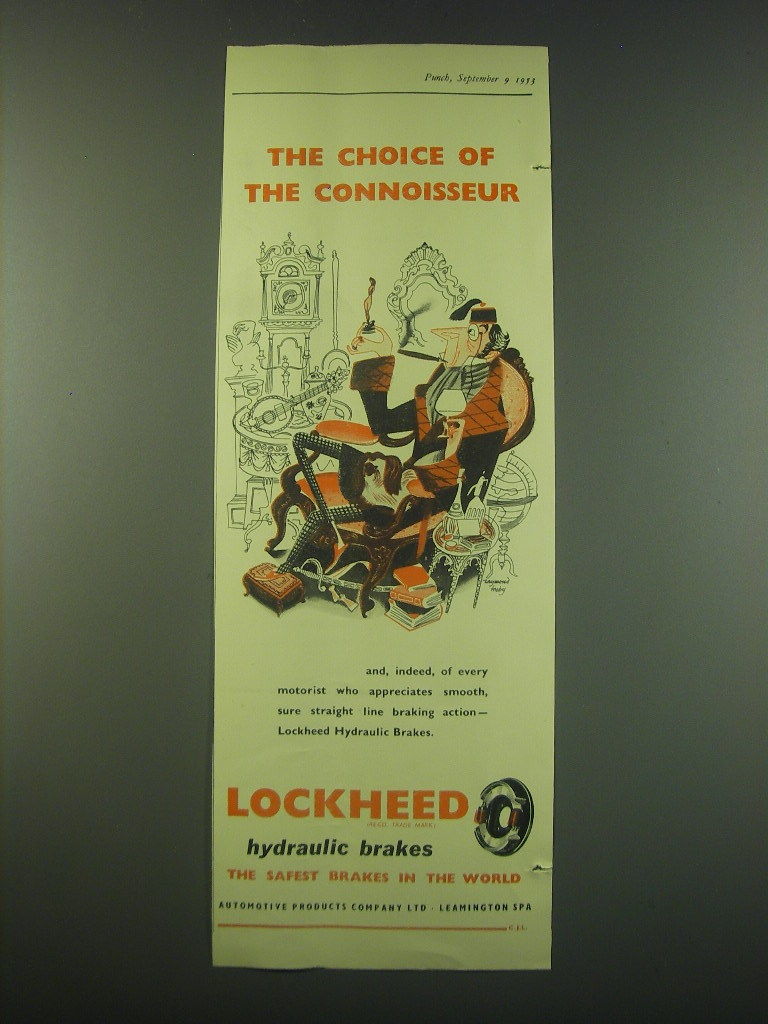 Punch, September 9 1953
THE CHOICE OF
THE CONNOISSEUR
and, indeed, of every
motorist who appreciates smooth,
sure straight line braking action—
Lockheed Hydraulic Brakes.
LOCKHEED
(REGD. TRADE MARK)
hydraulic brakes
THE SAFEST BRAKES IN THE WORLD
AUTOMOTIVE PRODUCTS COMPANY LTD · LEAMINGTON SPA